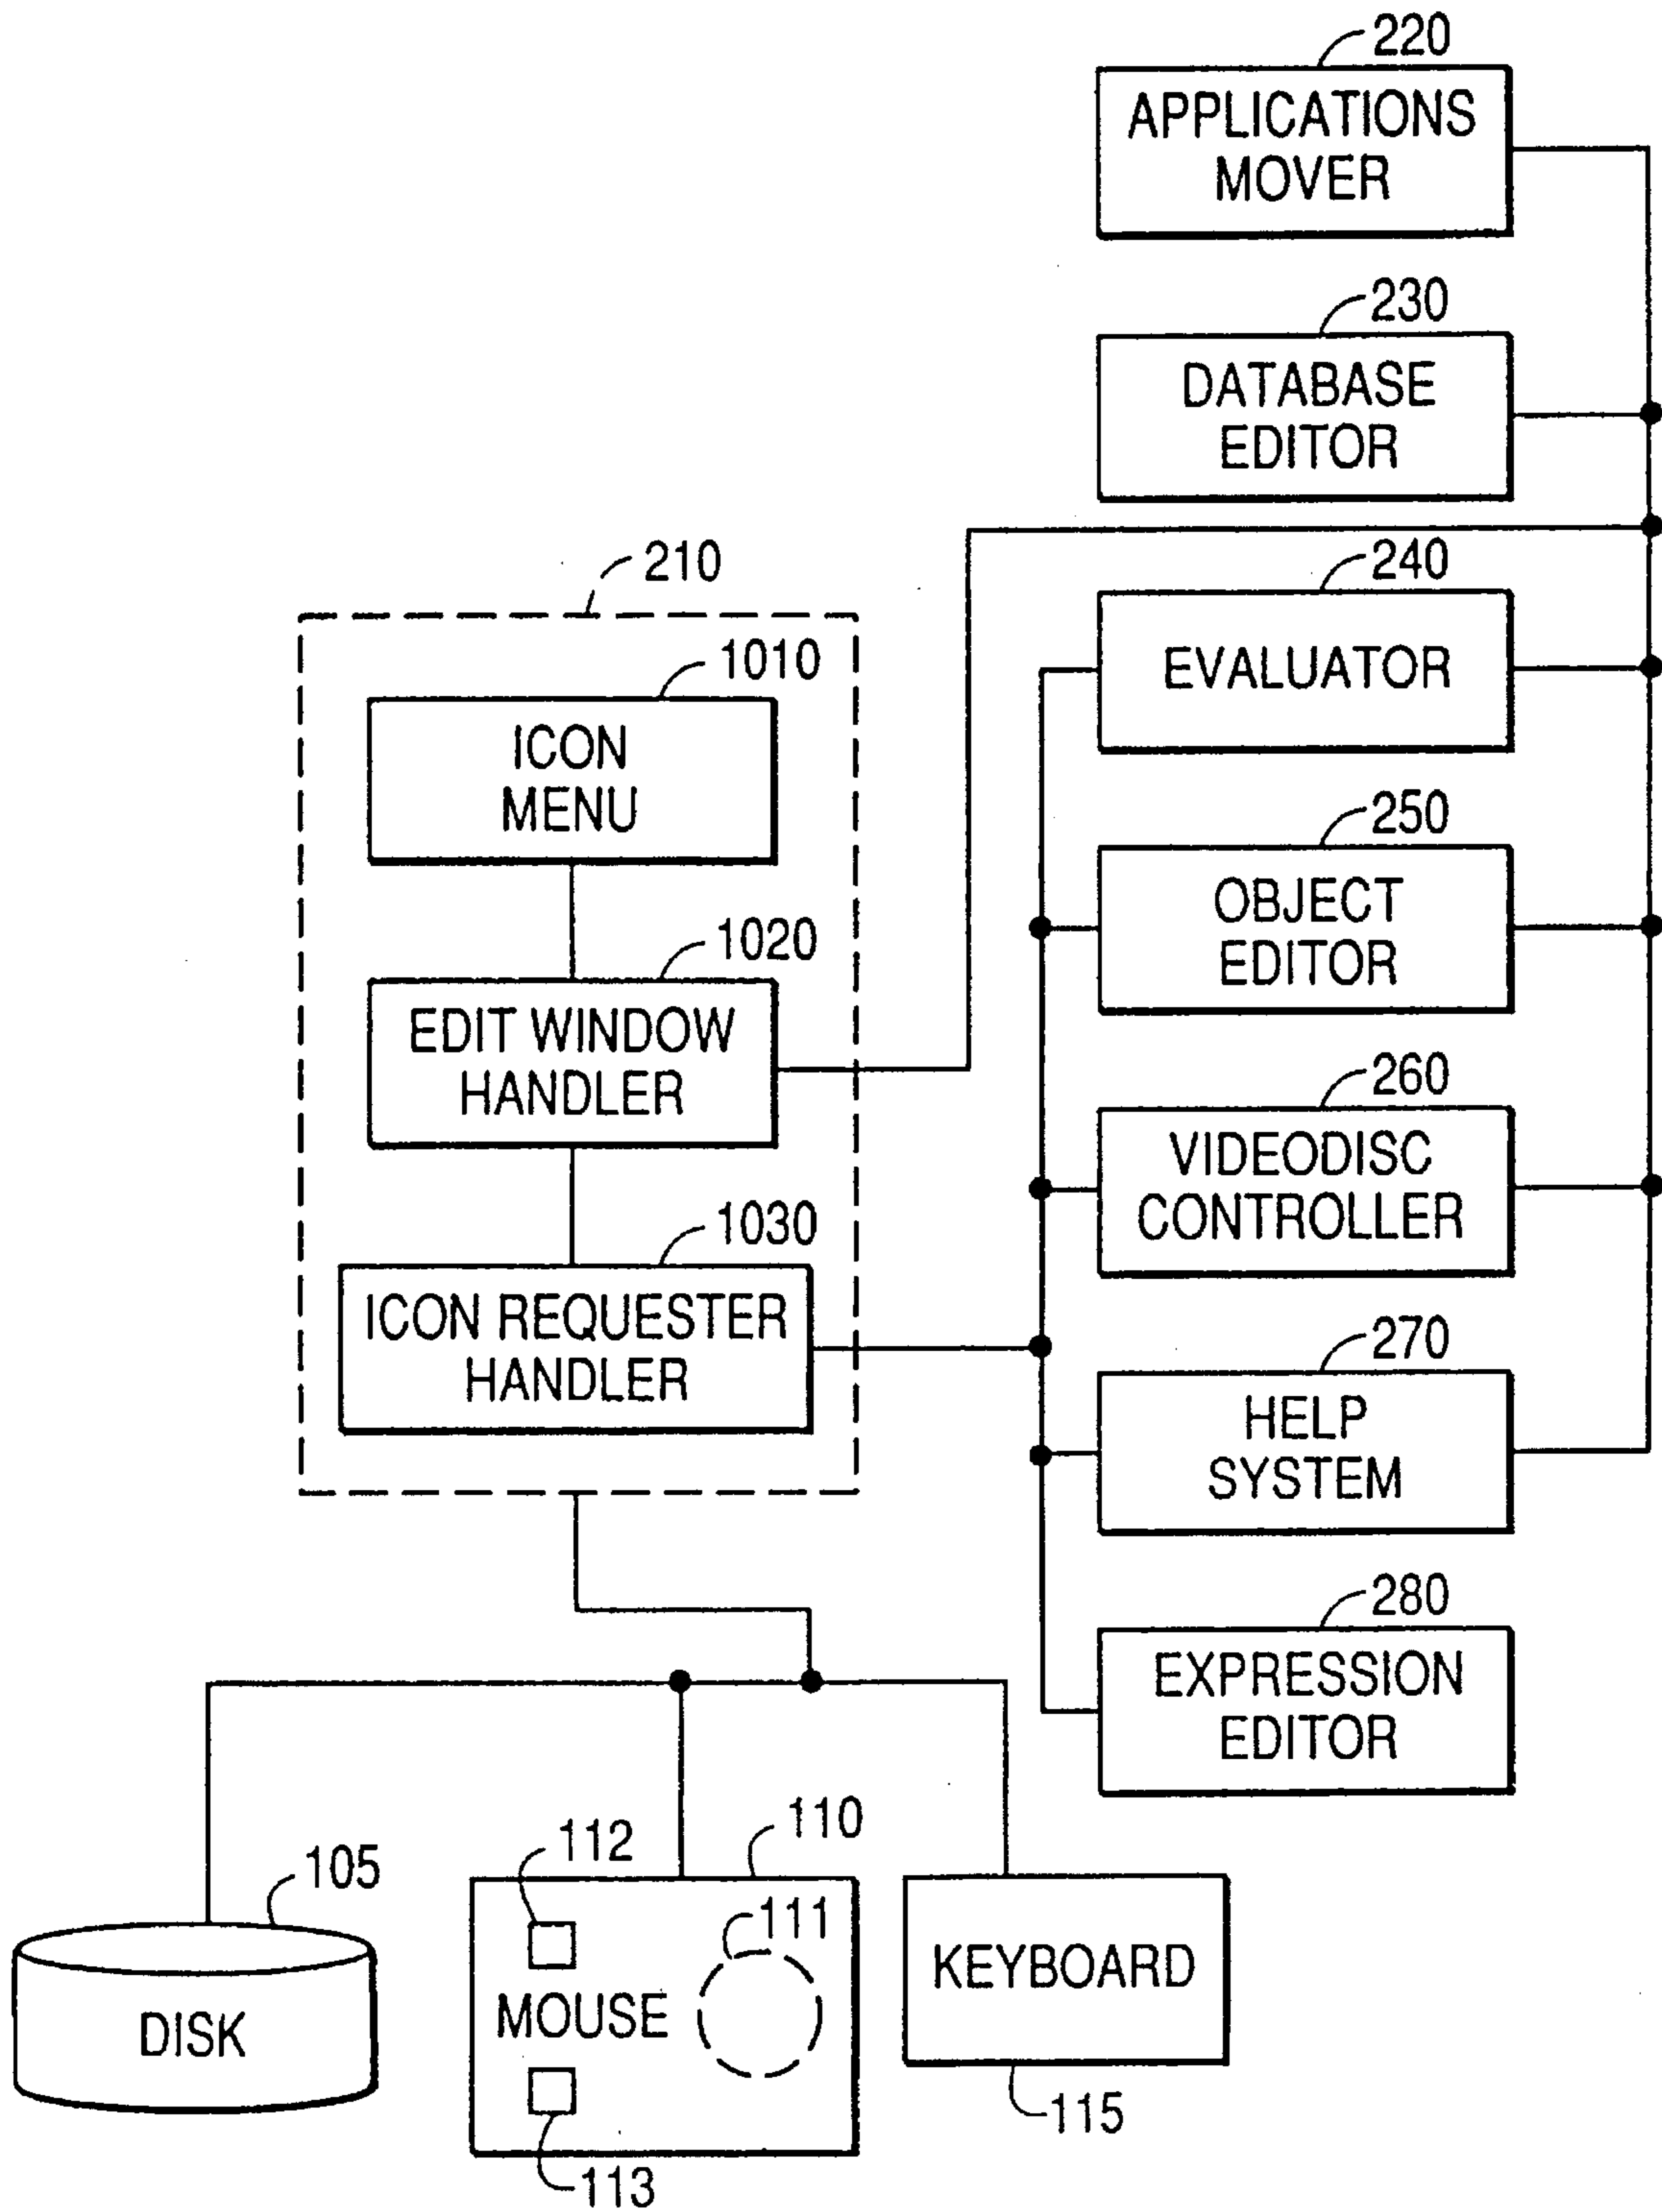 220
APPLICATIONS
MOVER
230
DATABASE
EDITOR
210
240
EVALUATOR
1010
ICON
MENU
250
OBJECT
EDITOR
1020
EDIT WINDOW
HANDLER
260
VIDEODISC
CONTROLLER
1030
ICON REQUESTER
HANDLER
270
HELP
SYSTEM
280
EXPRESSION
EDITOR
105
DISK
112
110
111
MOUSE
113
KEYBOARD
115